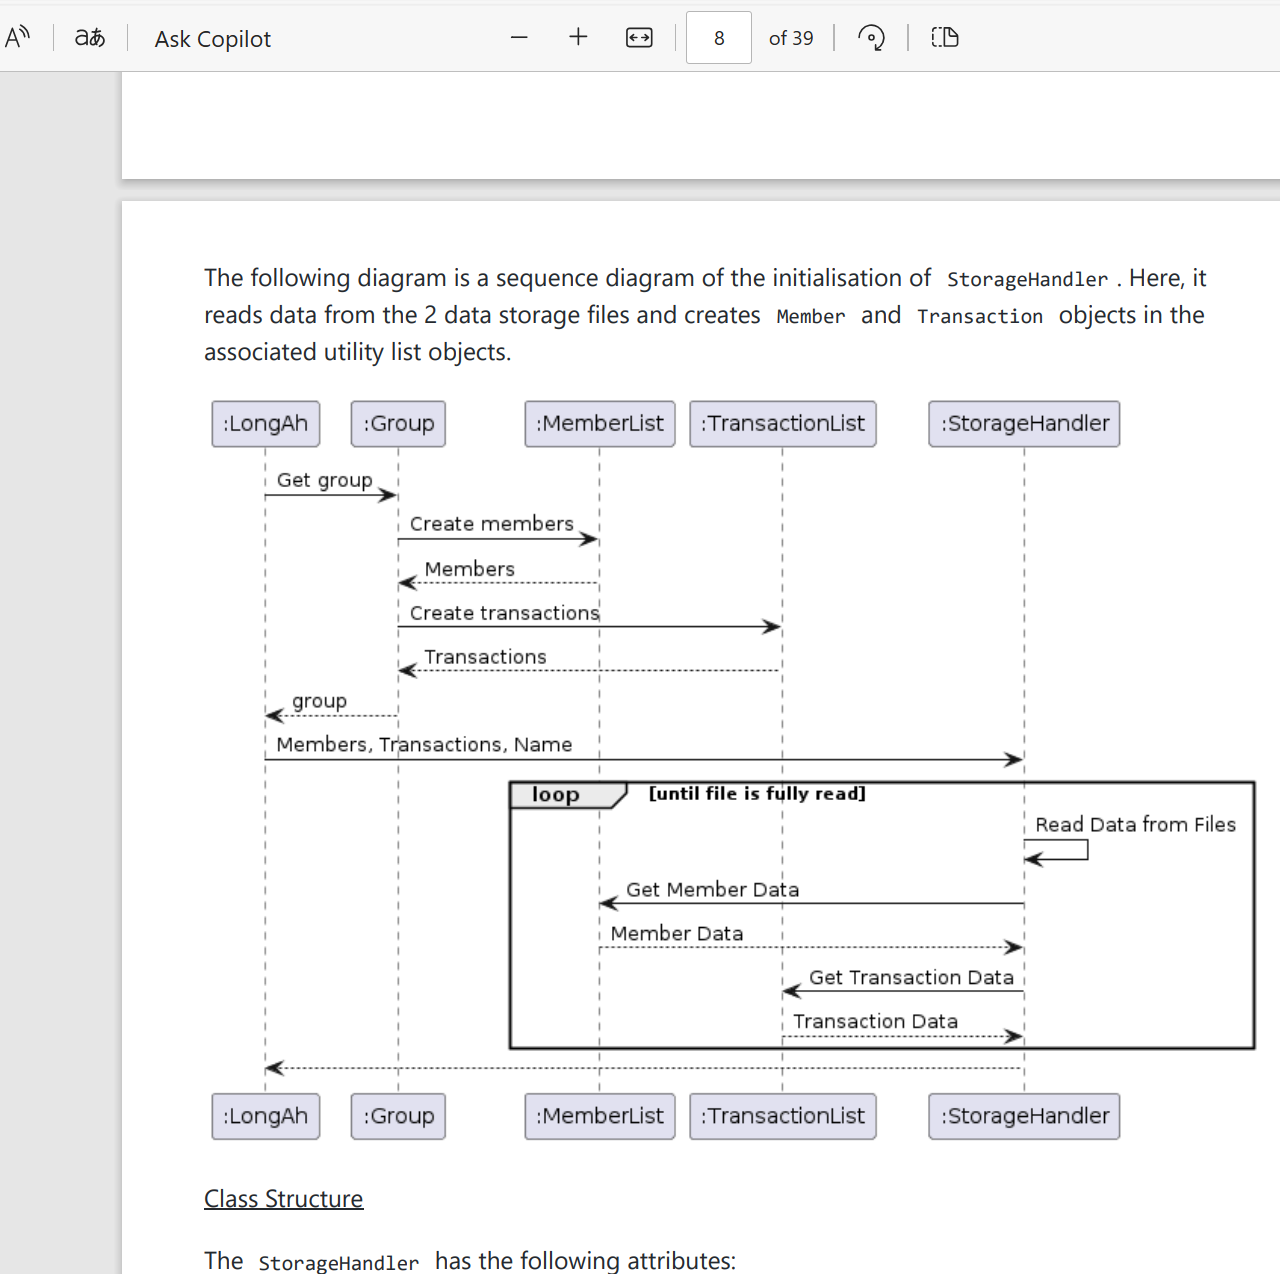 A aあ Ask Copilot 8 of 39
The following diagram is a sequence diagram of the initialisation of StorageHandler . Here, it
reads data from the 2 data storage files and creates Member and Transaction objects in the
associated utility list objects.
:LongAh :Group :MemberList :TransactionList :StorageHandler
Get group
Create members
Members
Create transactions
Transactions
group
Members, Transactions, Name
loop [until file is fully read]
Read Data from Files
Get Member Data
Member Data
Get Transaction Data
Transaction Data
:LongAh :Group :MemberList :TransactionList :StorageHandler
Class Structure
The StorageHandler has the following attributes: